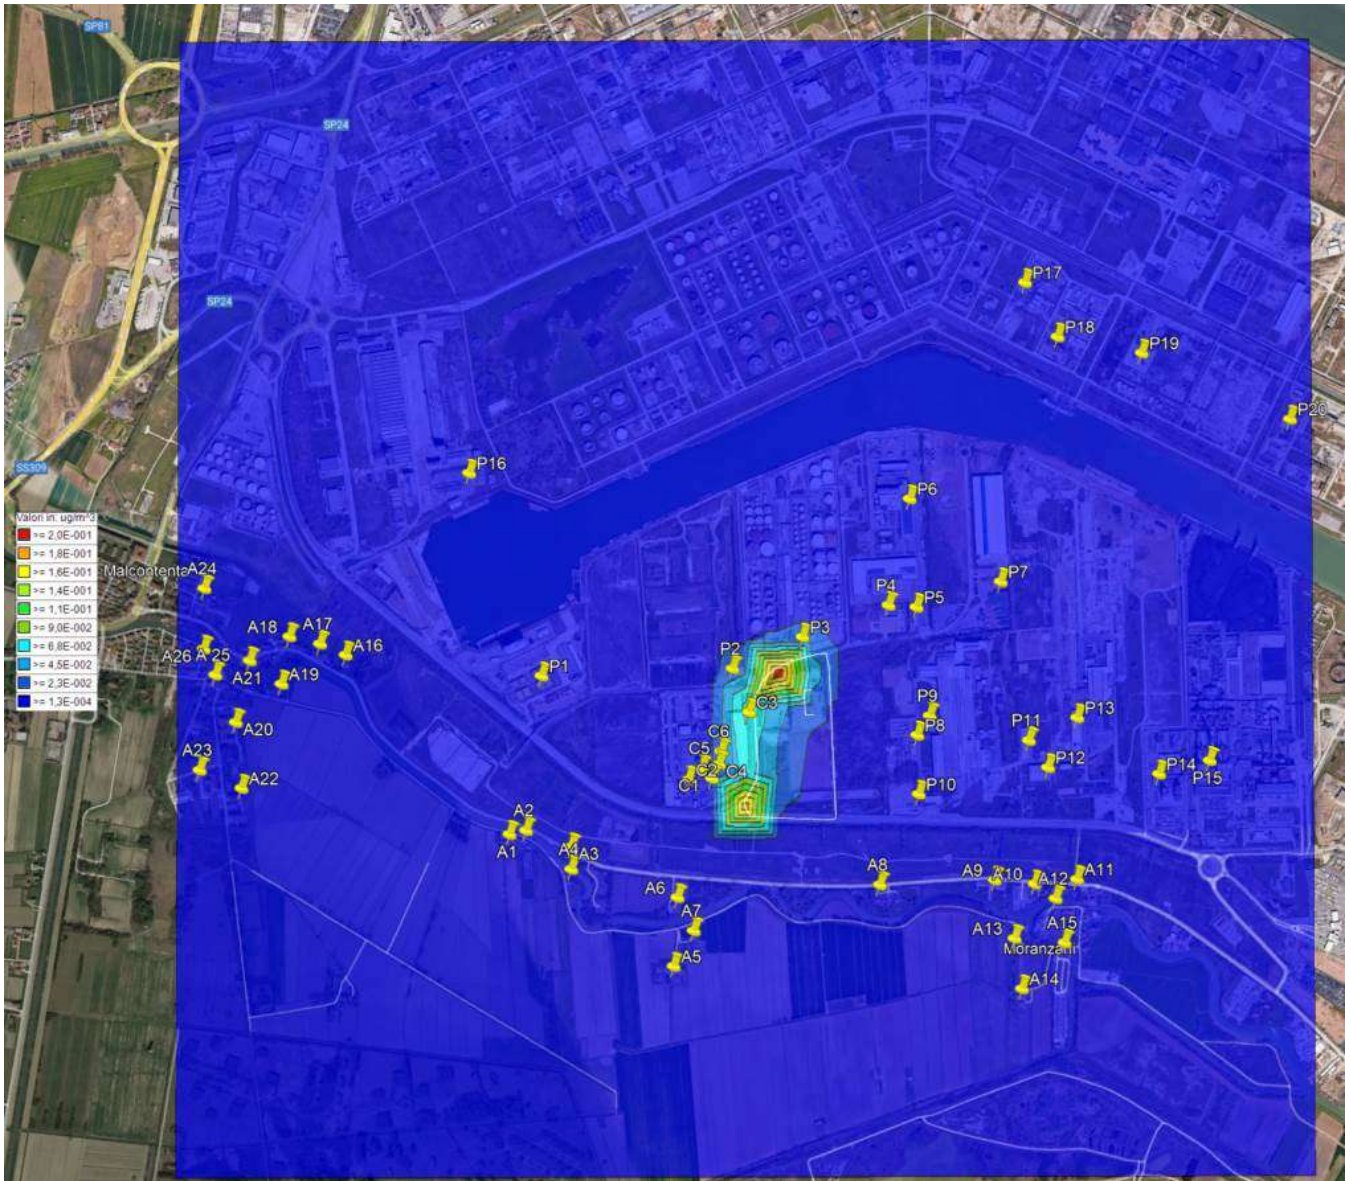 SP81
SP24
P17
P18
P19
SP24
P20
SS309
P16
P6
Valori in: ug/m^3
>= 2,0E-001
>= 1,8E-001
>= 1,6E-001
>= 1,4E-001
>= 1,1E-001
>= 9,0E-002
>= 6,8E-002
>= 4,5E-002
>= 2,3E-002
>= 1,3E-004
Malcontenta
A24
P7
P4
P5
A18
A17
A16
P3
A26
A25
A21
A19
P1
P2
C3
P9
P8
P13
P11
A20
C6
C5
C2
C4
C1
P12
P14
P15
A23
A22
P10
A2
A1
A4
A3
A8
A9
A10
A12
A11
A6
A7
A13
A15
Moranzani
A5
A14